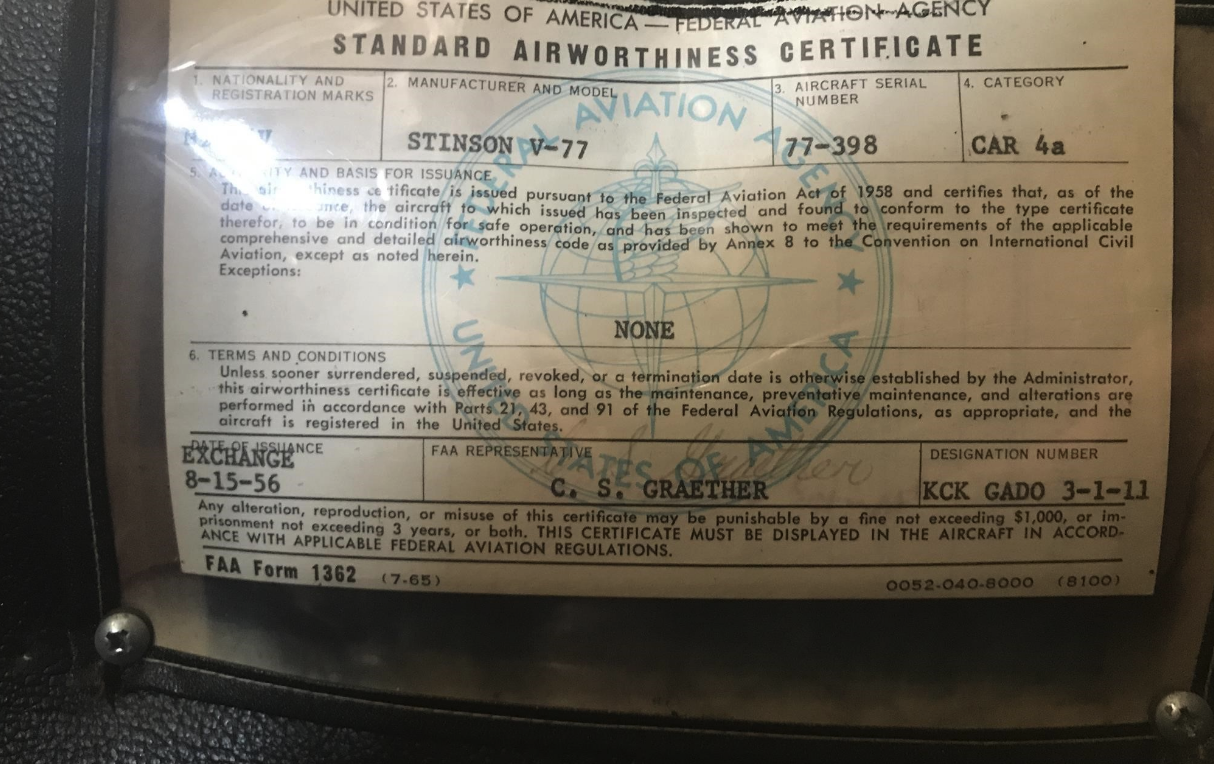 UNITED STATES OF AMERICA — FEDERAL AVIATION AGENCY
STANDARD AIRWORTHINESS CERTIFICATE
1. NATIONALITY AND REGISTRATION MARKS
2. MANUFACTURER AND MODEL
STINSON V-77
3. AIRCRAFT SERIAL NUMBER
77-398
4. CATEGORY
CAR 4a
5. AND BASIS FOR ISSUANCE
This certificate is issued pursuant to the Federal Aviation Act of 1958 and certifies that, as of the
date the aircraft to which issued has been inspected and found to conform to the type certificate
therefor, to be in condition for safe operation, and has been shown to meet the requirements of the applicable
comprehensive and detailed airworthiness code as provided by Annex 8 to the Convention on International Civil
Aviation, except as noted herein.
Exceptions:
NONE
6. TERMS AND CONDITIONS
Unless sooner surrendered, suspended, revoked, or a termination date is otherwise established by the Administrator,
this airworthiness certificate is effective as long as the maintenance, preventative maintenance, and alterations are
performed in accordance with Parts 21, 43, and 91 of the Federal Aviation Regulations, as appropriate, and the
aircraft is registered in the United States.
DATE OF ISSUANCE
EXCHANGE
8-15-56
FAA REPRESENTATIVE
C. S. GRAETHER
DESIGNATION NUMBER
KCK GADO 3-1-11
Any alteration, reproduction, or misuse of this certificate may be punishable by a fine not exceeding $1,000, or im-
prisonment not exceeding 3 years, or both. THIS CERTIFICATE MUST BE DISPLAYED IN THE AIRCRAFT IN ACCORD-
ANCE WITH APPLICABLE FEDERAL AVIATION REGULATIONS.
FAA Form 1362 (7-65)
0052-040-8000 (8100)
FEDERAL AVIATION AGENCY
UNITED STATES OF AMERICA